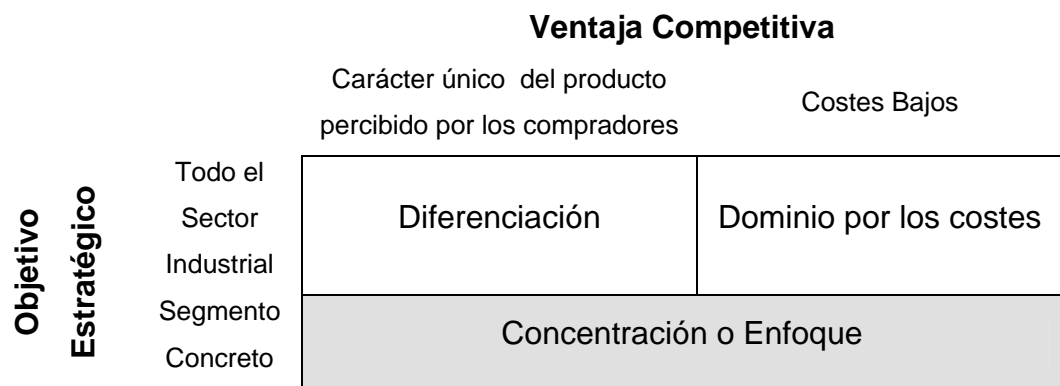 Ventaja Competitiva
Carácter único del producto
percibido por los compradores
Costes Bajos
Objetivo
Estratégico
Todo el
Sector
Industrial
Diferenciación
Dominio por los costes
Segmento
Concreto
Concentración o Enfoque